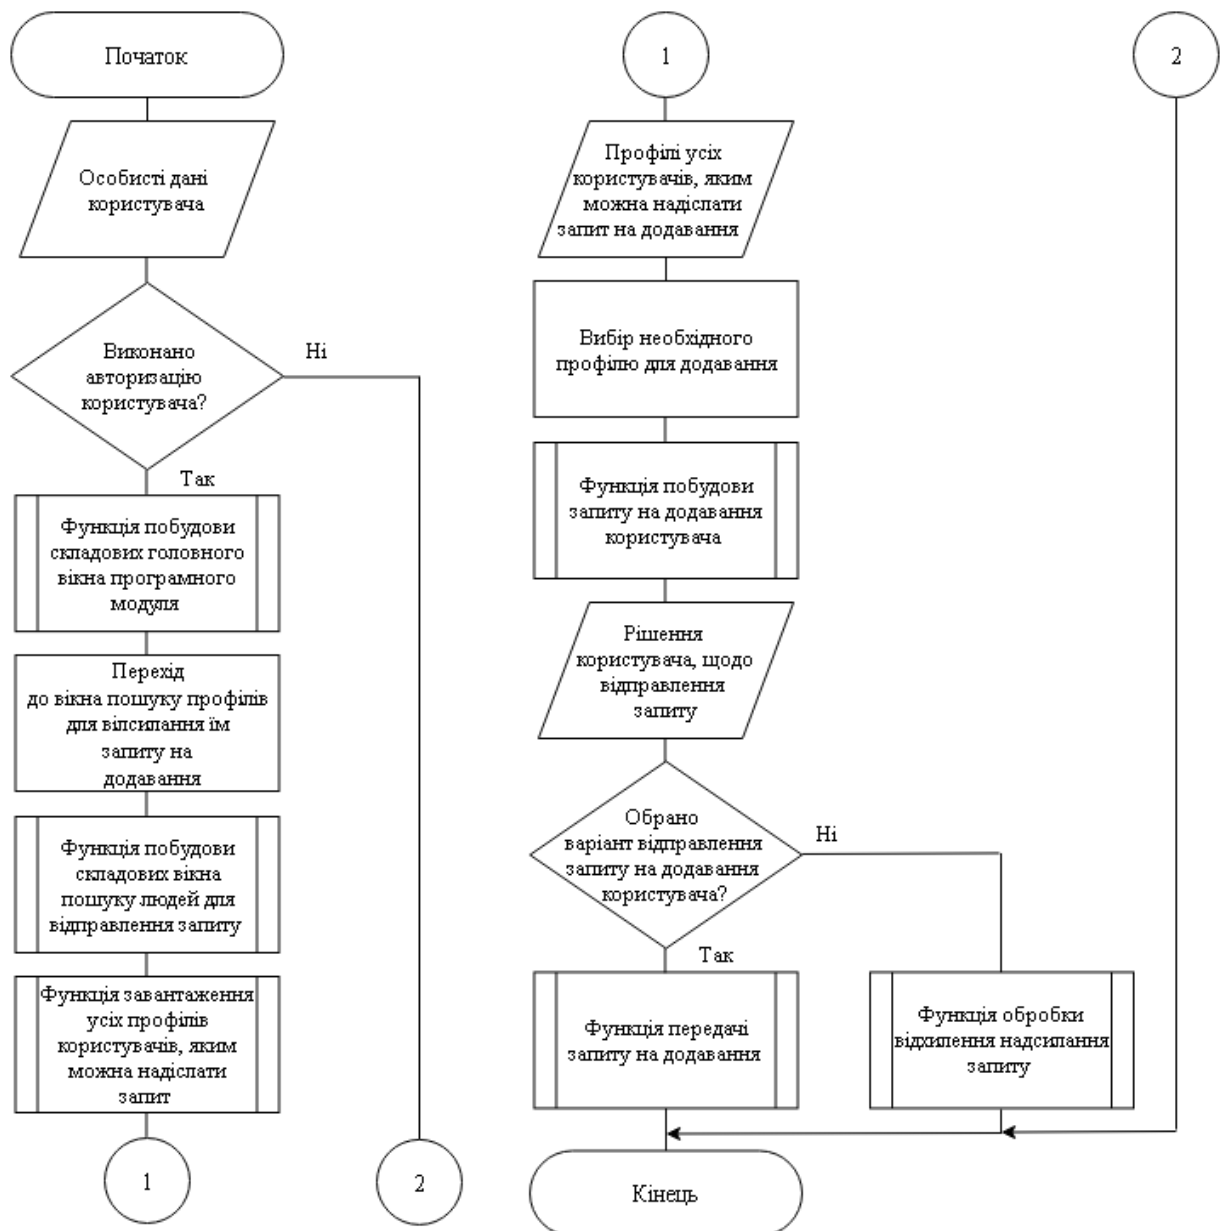 Початок
Особисті дані
користувача
Виконано
авторизацію
користувача?
Ні
Так
Функція побудови
складових головного
вікна програмного
модуля
Перехід
до вікна пошуку профілів
для вілсилання їм
запиту на
додавання
Функція побудови
складових вікна
пошуку людей для
відправлення запиту
Функція завантаження
усіх профілів
користувачів, яким
можна надіслати
запит
1
2
1
Профілі усіх
користувачів, яким
можна надіслати
запит на додавання
Вибір необхідного
профілю для додавання
Функція побудови
запиту на додавання
користувача
Рішення
користувача, щодо
відправлення
запиту
Обрано
варіант відправлення
запиту на додавання
користувача?
Ні
Так
Функція передачі
запиту на додавання
Функція обробки
відхилення надсилання
запиту
Кінець
2